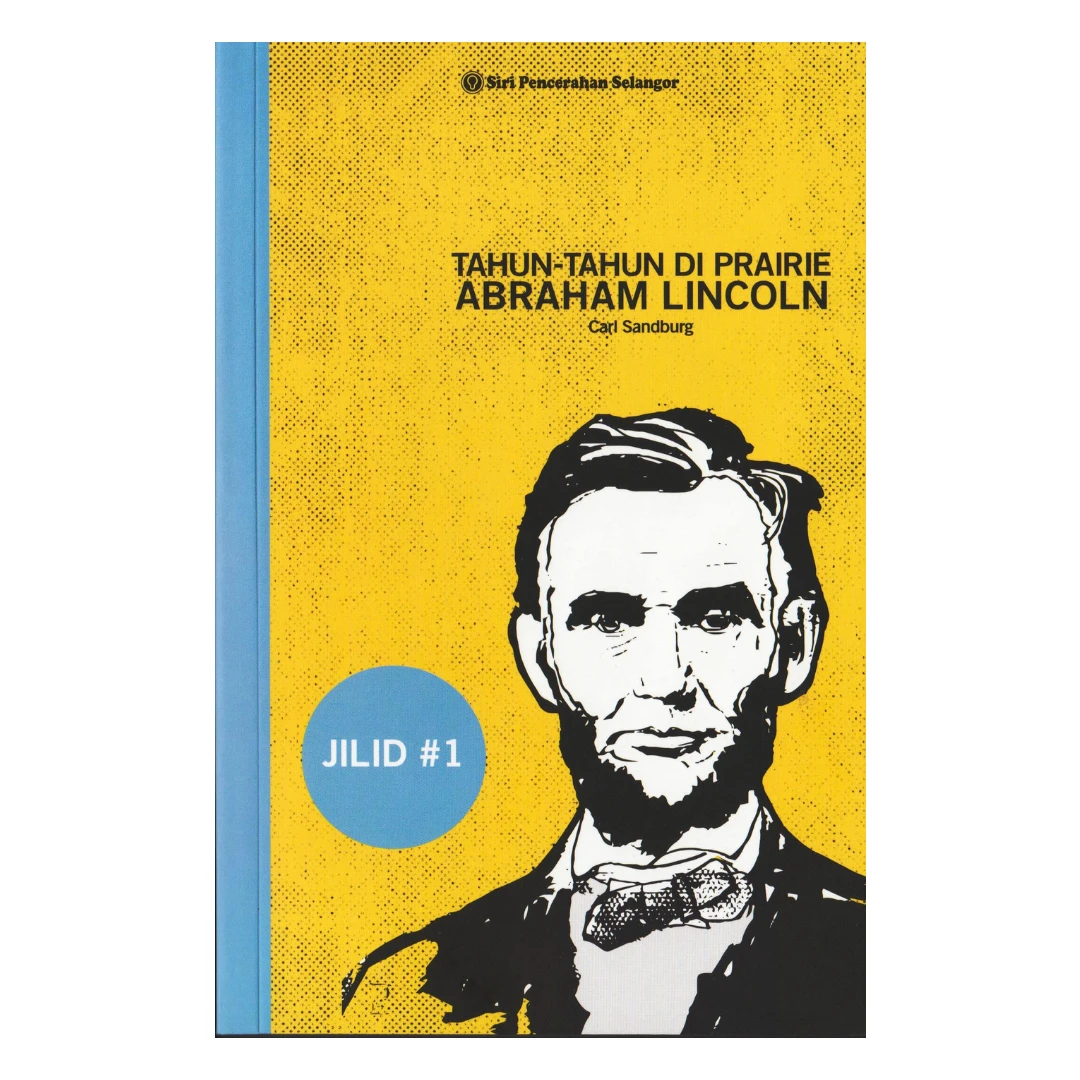 Siri Pencerahan Selangor
TAHUN-TAHUN DI PRAIRIE
ABRAHAM LINCOLN
Carl Sandburg
JILID #1